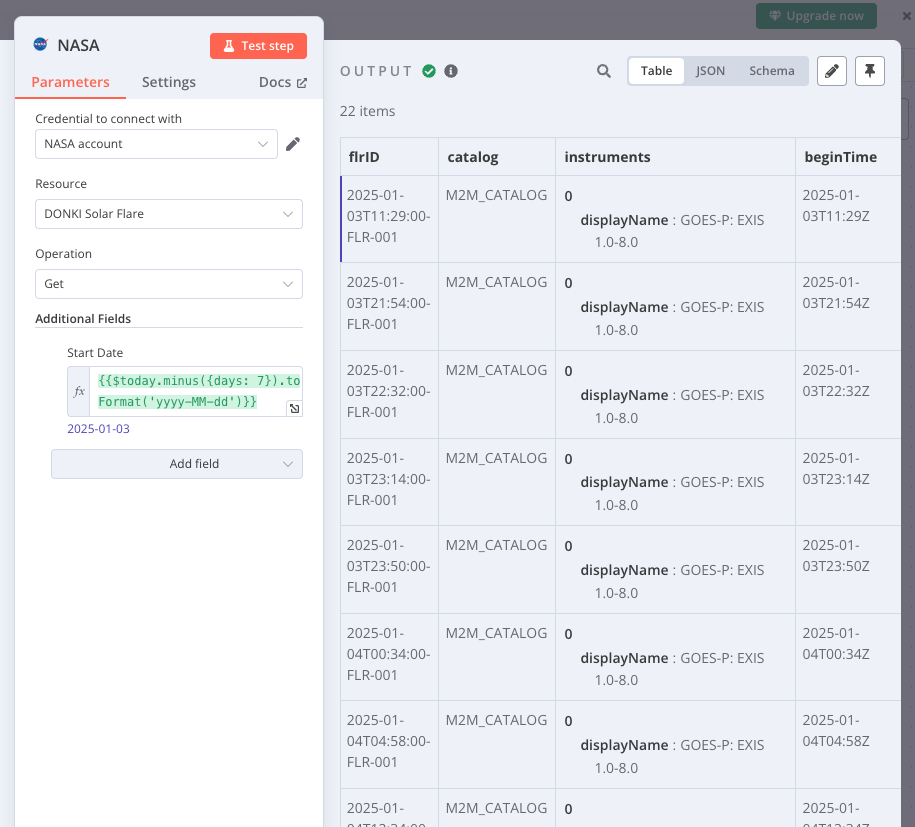 Upgrade now
NASA
Test step
Parameters
Settings
Docs
Credential to connect with
NASA account
Resource
DONKI Solar Flare
Operation
Get
Additional Fields
Start Date
fx
{{$today.minus({days: 7}).to
Format('yyyy-MM-dd')}}
2025-01-03
Add field
OUTPUT
Table
JSON
Schema
22 items
flrID
catalog
instruments
beginTime
2025-01-
03T11:29:00-
FLR-001
M2M_CATALOG
0
displayName : GOES-P: EXIS
1.0-8.0
2025-01-
03T11:29Z
2025-01-
03T21:54:00-
FLR-001
M2M_CATALOG
0
displayName : GOES-P: EXIS
1.0-8.0
2025-01-
03T21:54Z
2025-01-
03T22:32:00-
FLR-001
M2M_CATALOG
0
displayName : GOES-P: EXIS
1.0-8.0
2025-01-
03T22:32Z
2025-01-
03T23:14:00-
FLR-001
M2M_CATALOG
0
displayName : GOES-P: EXIS
1.0-8.0
2025-01-
03T23:14Z
2025-01-
03T23:50:00-
FLR-001
M2M_CATALOG
0
displayName : GOES-P: EXIS
1.0-8.0
2025-01-
03T23:50Z
2025-01-
04T00:34:00-
FLR-001
M2M_CATALOG
0
displayName : GOES-P: EXIS
1.0-8.0
2025-01-
04T00:34Z
2025-01-
04T04:58:00-
FLR-001
M2M_CATALOG
0
displayName : GOES-P: EXIS
1.0-8.0
2025-01-
04T04:58Z
2025-01-
M2M_CATALOG
0
2025-01-